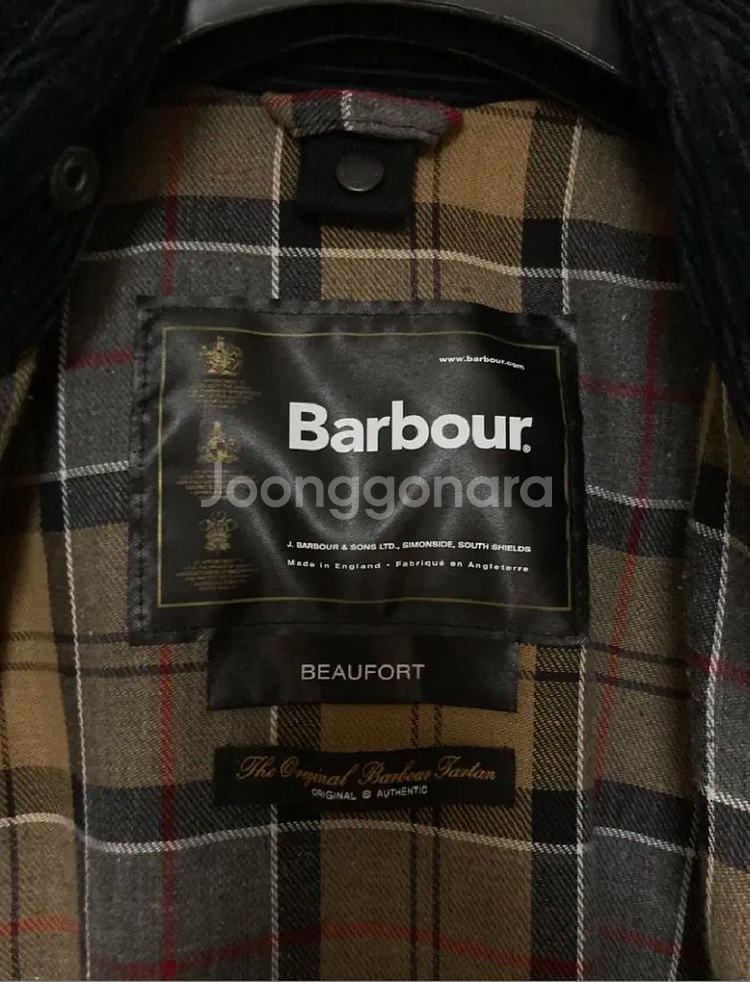 www.barbour.com
Barbour®
Joonggonara
J. BARBOUR & SONS LTD., SIMONSIDE, SOUTH SHIELDS
Made in England - Fabriqué en Angleterre
BEAUFORT
The Original Barbour Tartan
ORIGINAL @ AUTHENTIC